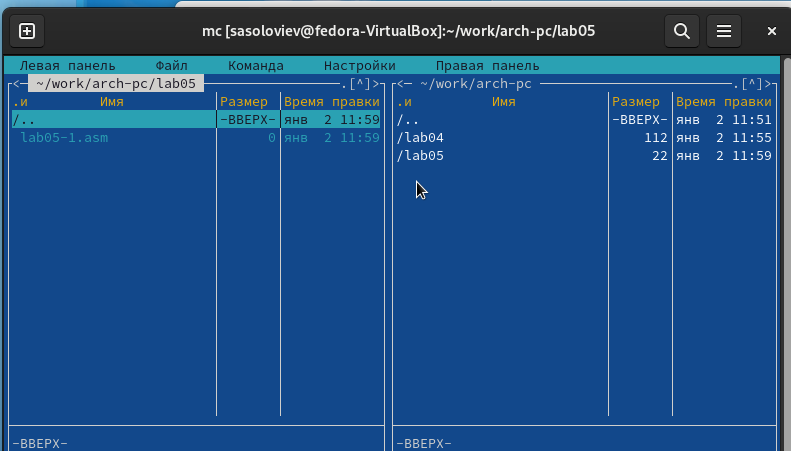 mc [sasoloviev@fedora-VirtualBox]:~/work/arch-pc/lab05
Левая панель Файл Команда Настройки Правая панель
<─ ~/work/arch-pc/lab05 ─.[^]>
.и Имя Размер Время правки
/.. -ВВЕРХ- янв 2 11:59
lab05-1.asm 0 янв 2 11:59
-ВВЕРХ-
<─ ~/work/arch-pc ─.[^]>
.и Имя Размер Время правки
/.. -ВВЕРХ- янв 2 11:51
/lab04 112 янв 2 11:55
/lab05 22 янв 2 11:59
-ВВЕРХ-